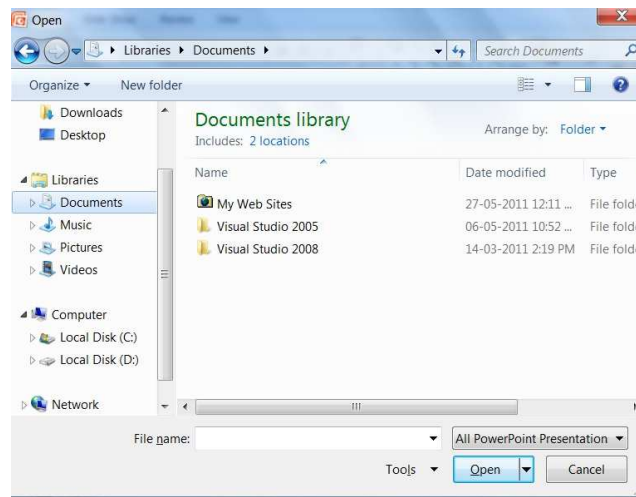 Open
Libraries Documents
Search Documents
Organize New folder
Downloads
Desktop
Libraries
Documents
Music
Pictures
Videos
Computer
Local Disk (C:)
Local Disk (D:)
Network
Documents library
Includes: 2 locations
Arrange by: Folder
Name Date modified Type
My Web Sites 27-05-2011 12:11 ... File fold
Visual Studio 2005 06-05-2011 10:52 ... File fold
Visual Studio 2008 14-03-2011 2:19 PM File fold
File name: All PowerPoint Presentation
Tools Open Cancel